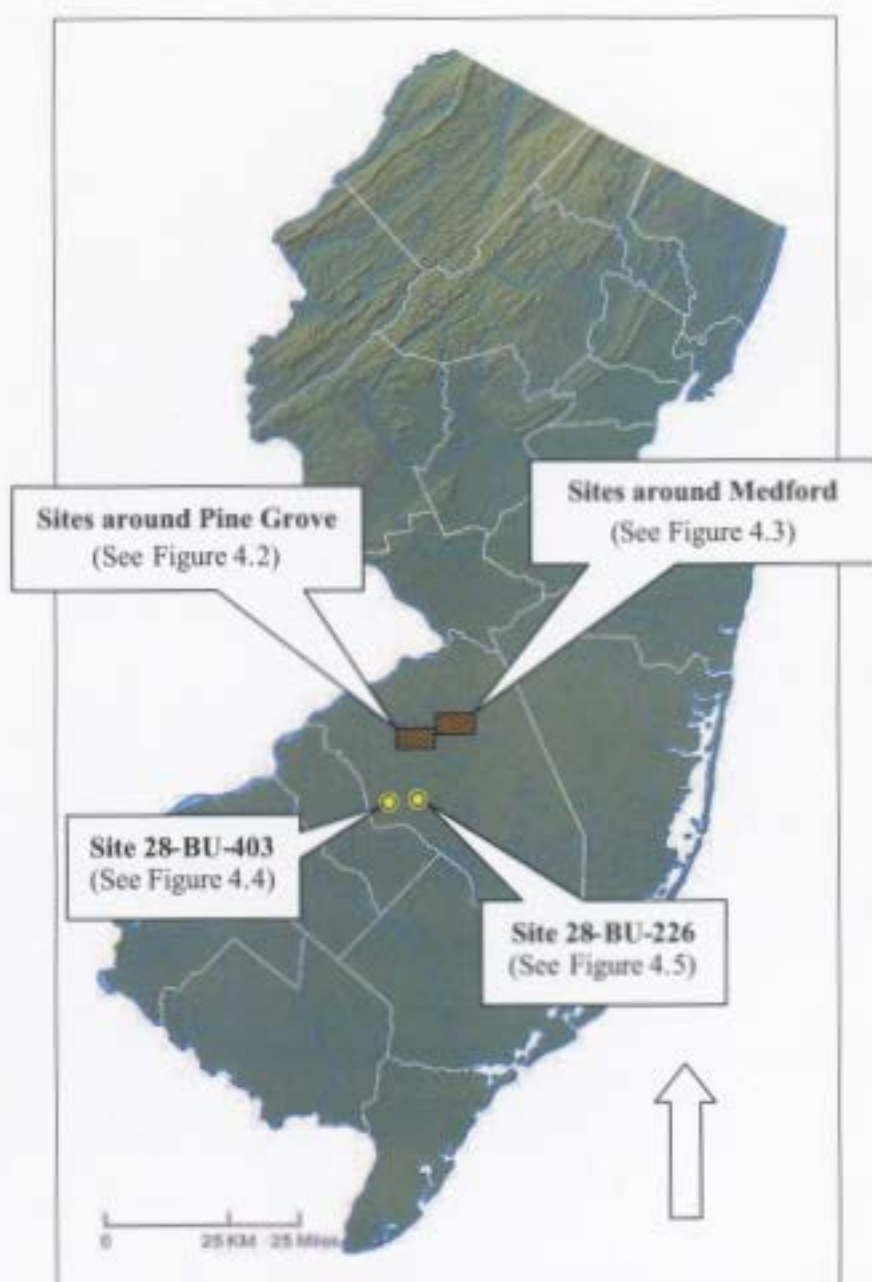 Sites around Pine Grove
(See Figure 4.2)
Sites around Medford
(See Figure 4.3)
Site 28-BU-403
(See Figure 4.4)
Site 28-BU-226
(See Figure 4.5)
0 25 KM 25 Miles